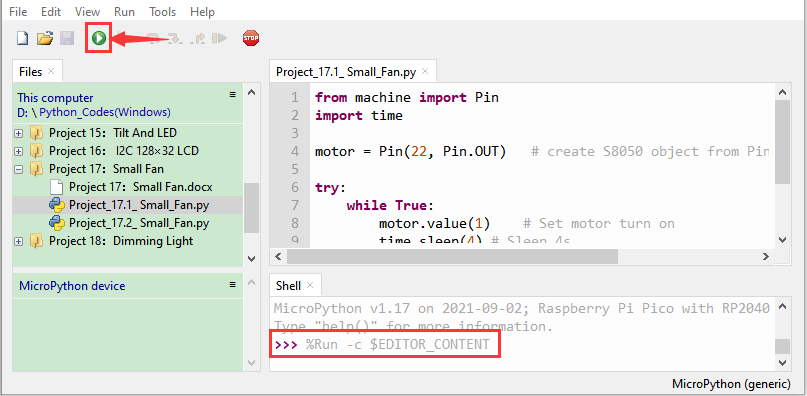 File Edit View Run Tools Help
STOP
Files
This computer
D: \ Python_Codes(Windows)
Project 15：Tilt And LED
Project 16： I2C 128×32 LCD
Project 17：Small Fan
Project 17：Small Fan.docx
Project_17.1_ Small_Fan.py
Project_17.2_ Small_Fan.py
Project 18：Dimming Light
MicroPython device
Project_17.1_ Small_Fan.py
1 from machine import Pin
2 import time
3
4 motor = Pin(22, Pin.OUT) # create S8050 object from Pin
5
6 try:
7 while True:
8 motor.value(1) # Set motor turn on
9 time.sleep(4) # Sleep 4s
Shell
MicroPython v1.17 on 2021-09-02; Raspberry Pi Pico with RP2040
Type "help()" for more information.
>>> %Run -c $EDITOR_CONTENT
MicroPython (generic)